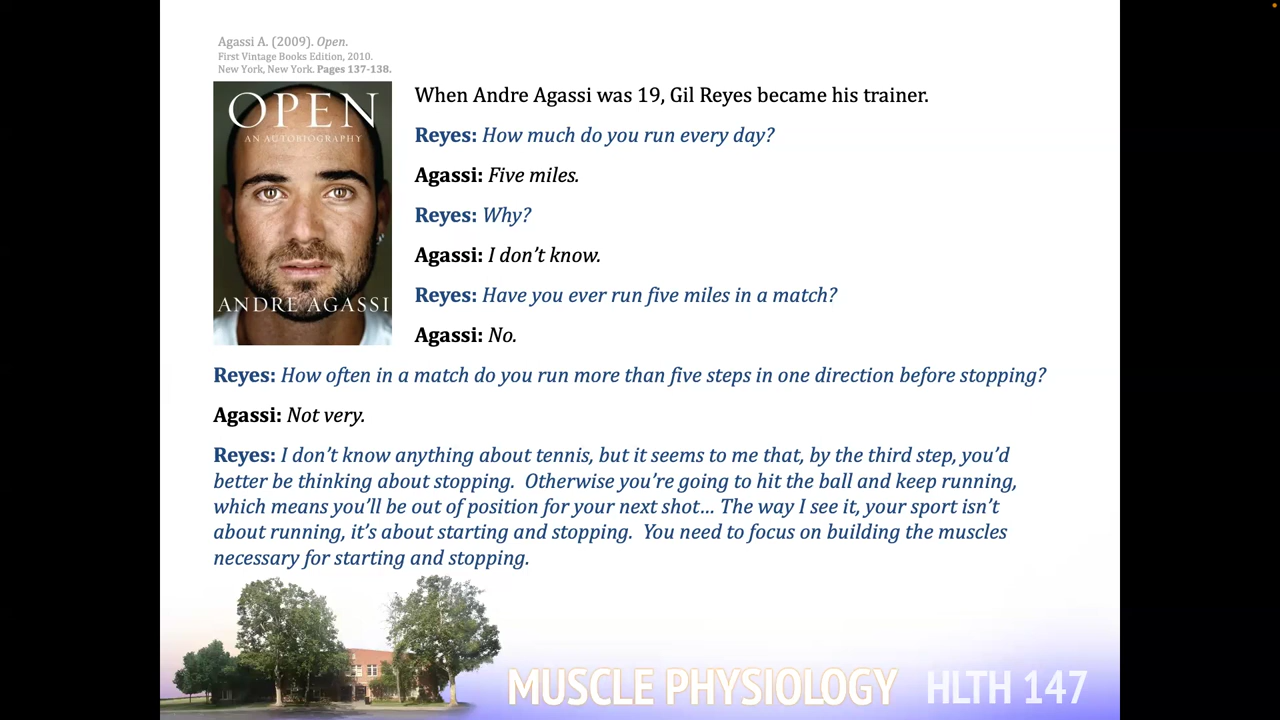 Agassi A. (2009). Open.
First Vintage Books Edition, 2010.
New York, New York. Pages 137-138.
OPEN
AN AUTOBIOGRAPHY
ANDRE AGASSI
When Andre Agassi was 19, Gil Reyes became his trainer.
Reyes: How much do you run every day?
Agassi: Five miles.
Reyes: Why?
Agassi: I don’t know.
Reyes: Have you ever run five miles in a match?
Agassi: No.
Reyes: How often in a match do you run more than five steps in one direction before stopping?
Agassi: Not very.
Reyes: I don’t know anything about tennis, but it seems to me that, by the third step, you’d
better be thinking about stopping.  Otherwise you’re going to hit the ball and keep running,
which means you’ll be out of position for your next shot… The way I see it, your sport isn’t
about running, it’s about starting and stopping.  You need to focus on building the muscles
necessary for starting and stopping.
MUSCLE PHYSIOLOGY HLTH 147